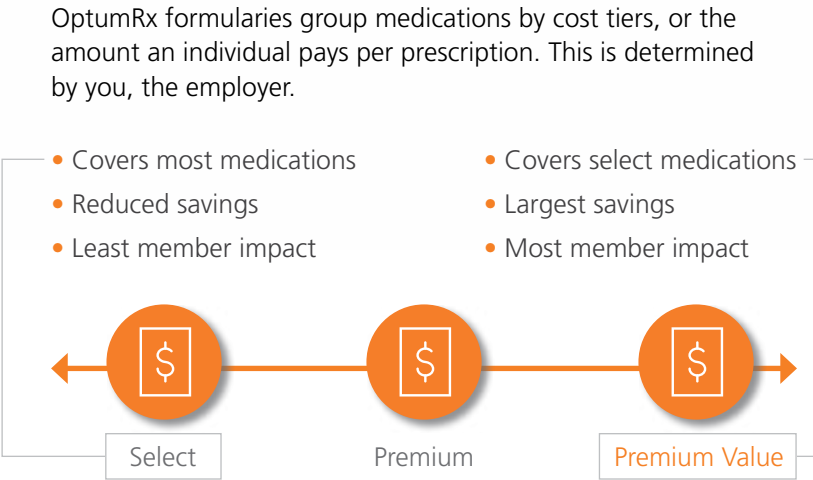 OptumRx formularies group medications by cost tiers, or the
amount an individual pays per prescription. This is determined
by you, the employer.
• Covers most medications
• Reduced savings
• Least member impact
• Covers select medications
• Largest savings
• Most member impact
$
$
$
Select
Premium
Premium Value